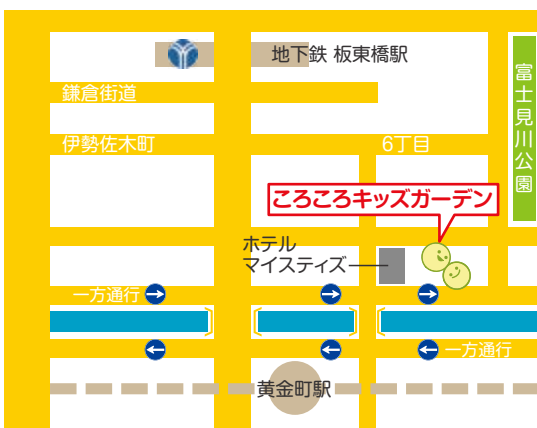 地下鉄 板東橋駅
鎌倉街道
富士見川公園
伊勢佐木町
6丁目
ころころキッズガーデン
ホテル
マイスティズ
一方通行
一方通行
黄金町駅